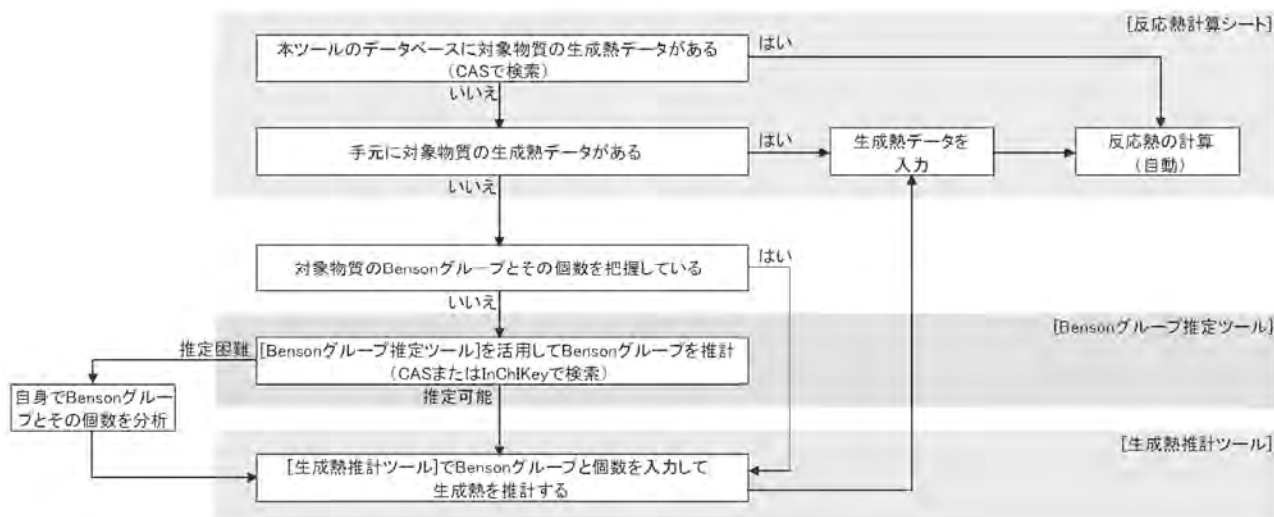 [反応熱計算シート]
本ツールのデータベースに対象物質の生成熱データがある
（CASで検索）
はい
いいえ
手元に対象物質の生成熱データがある
はい
生成熱データを
入力
反応熱の計算
（自動）
いいえ
対象物質のBensonグループとその個数を把握している
はい
いいえ
[Bensonグループ推定ツール]
推定困難
[Bensonグループ推定ツール]を活用してBensonグループを推計
（CASまたはInChIKeyで検索）
自身でBensonグルー
プとその個数を分析
推定可能
[生成熱推計ツール]
[生成熱推計ツール]でBensonグループと個数を入力して
生成熱を推計する